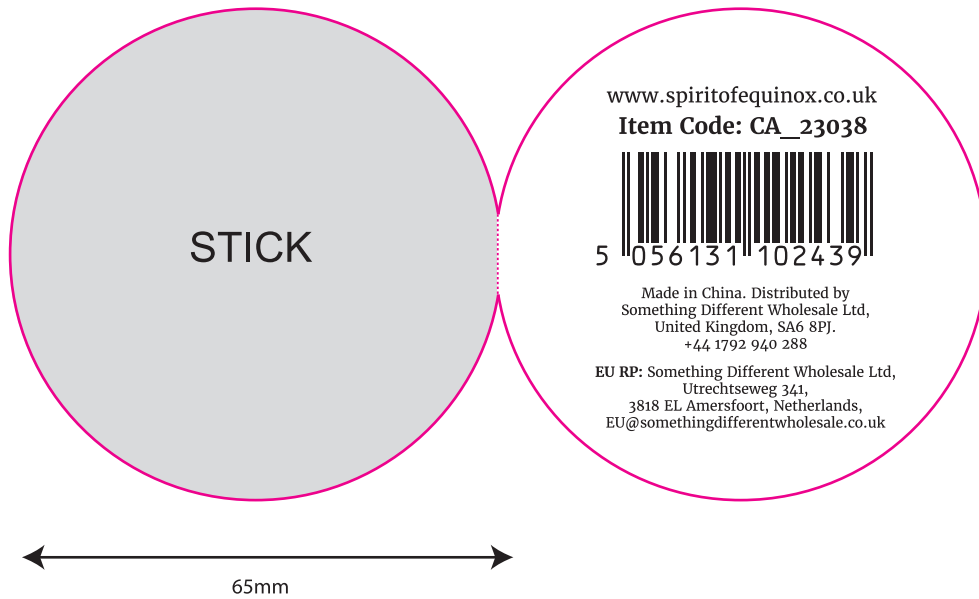 STICK
www.spiritofequinox.co.uk
Item Code: CA_23038
5 056131 102439
Made in China. Distributed by
Something Different Wholesale Ltd,
United Kingdom, SA6 8PJ.
+44 1792 940 288
EU RP: Something Different Wholesale Ltd,
Utrechtseweg 341,
3818 EL Amersfoort, Netherlands,
EU@somethingdifferentwholesale.co.uk
65mm